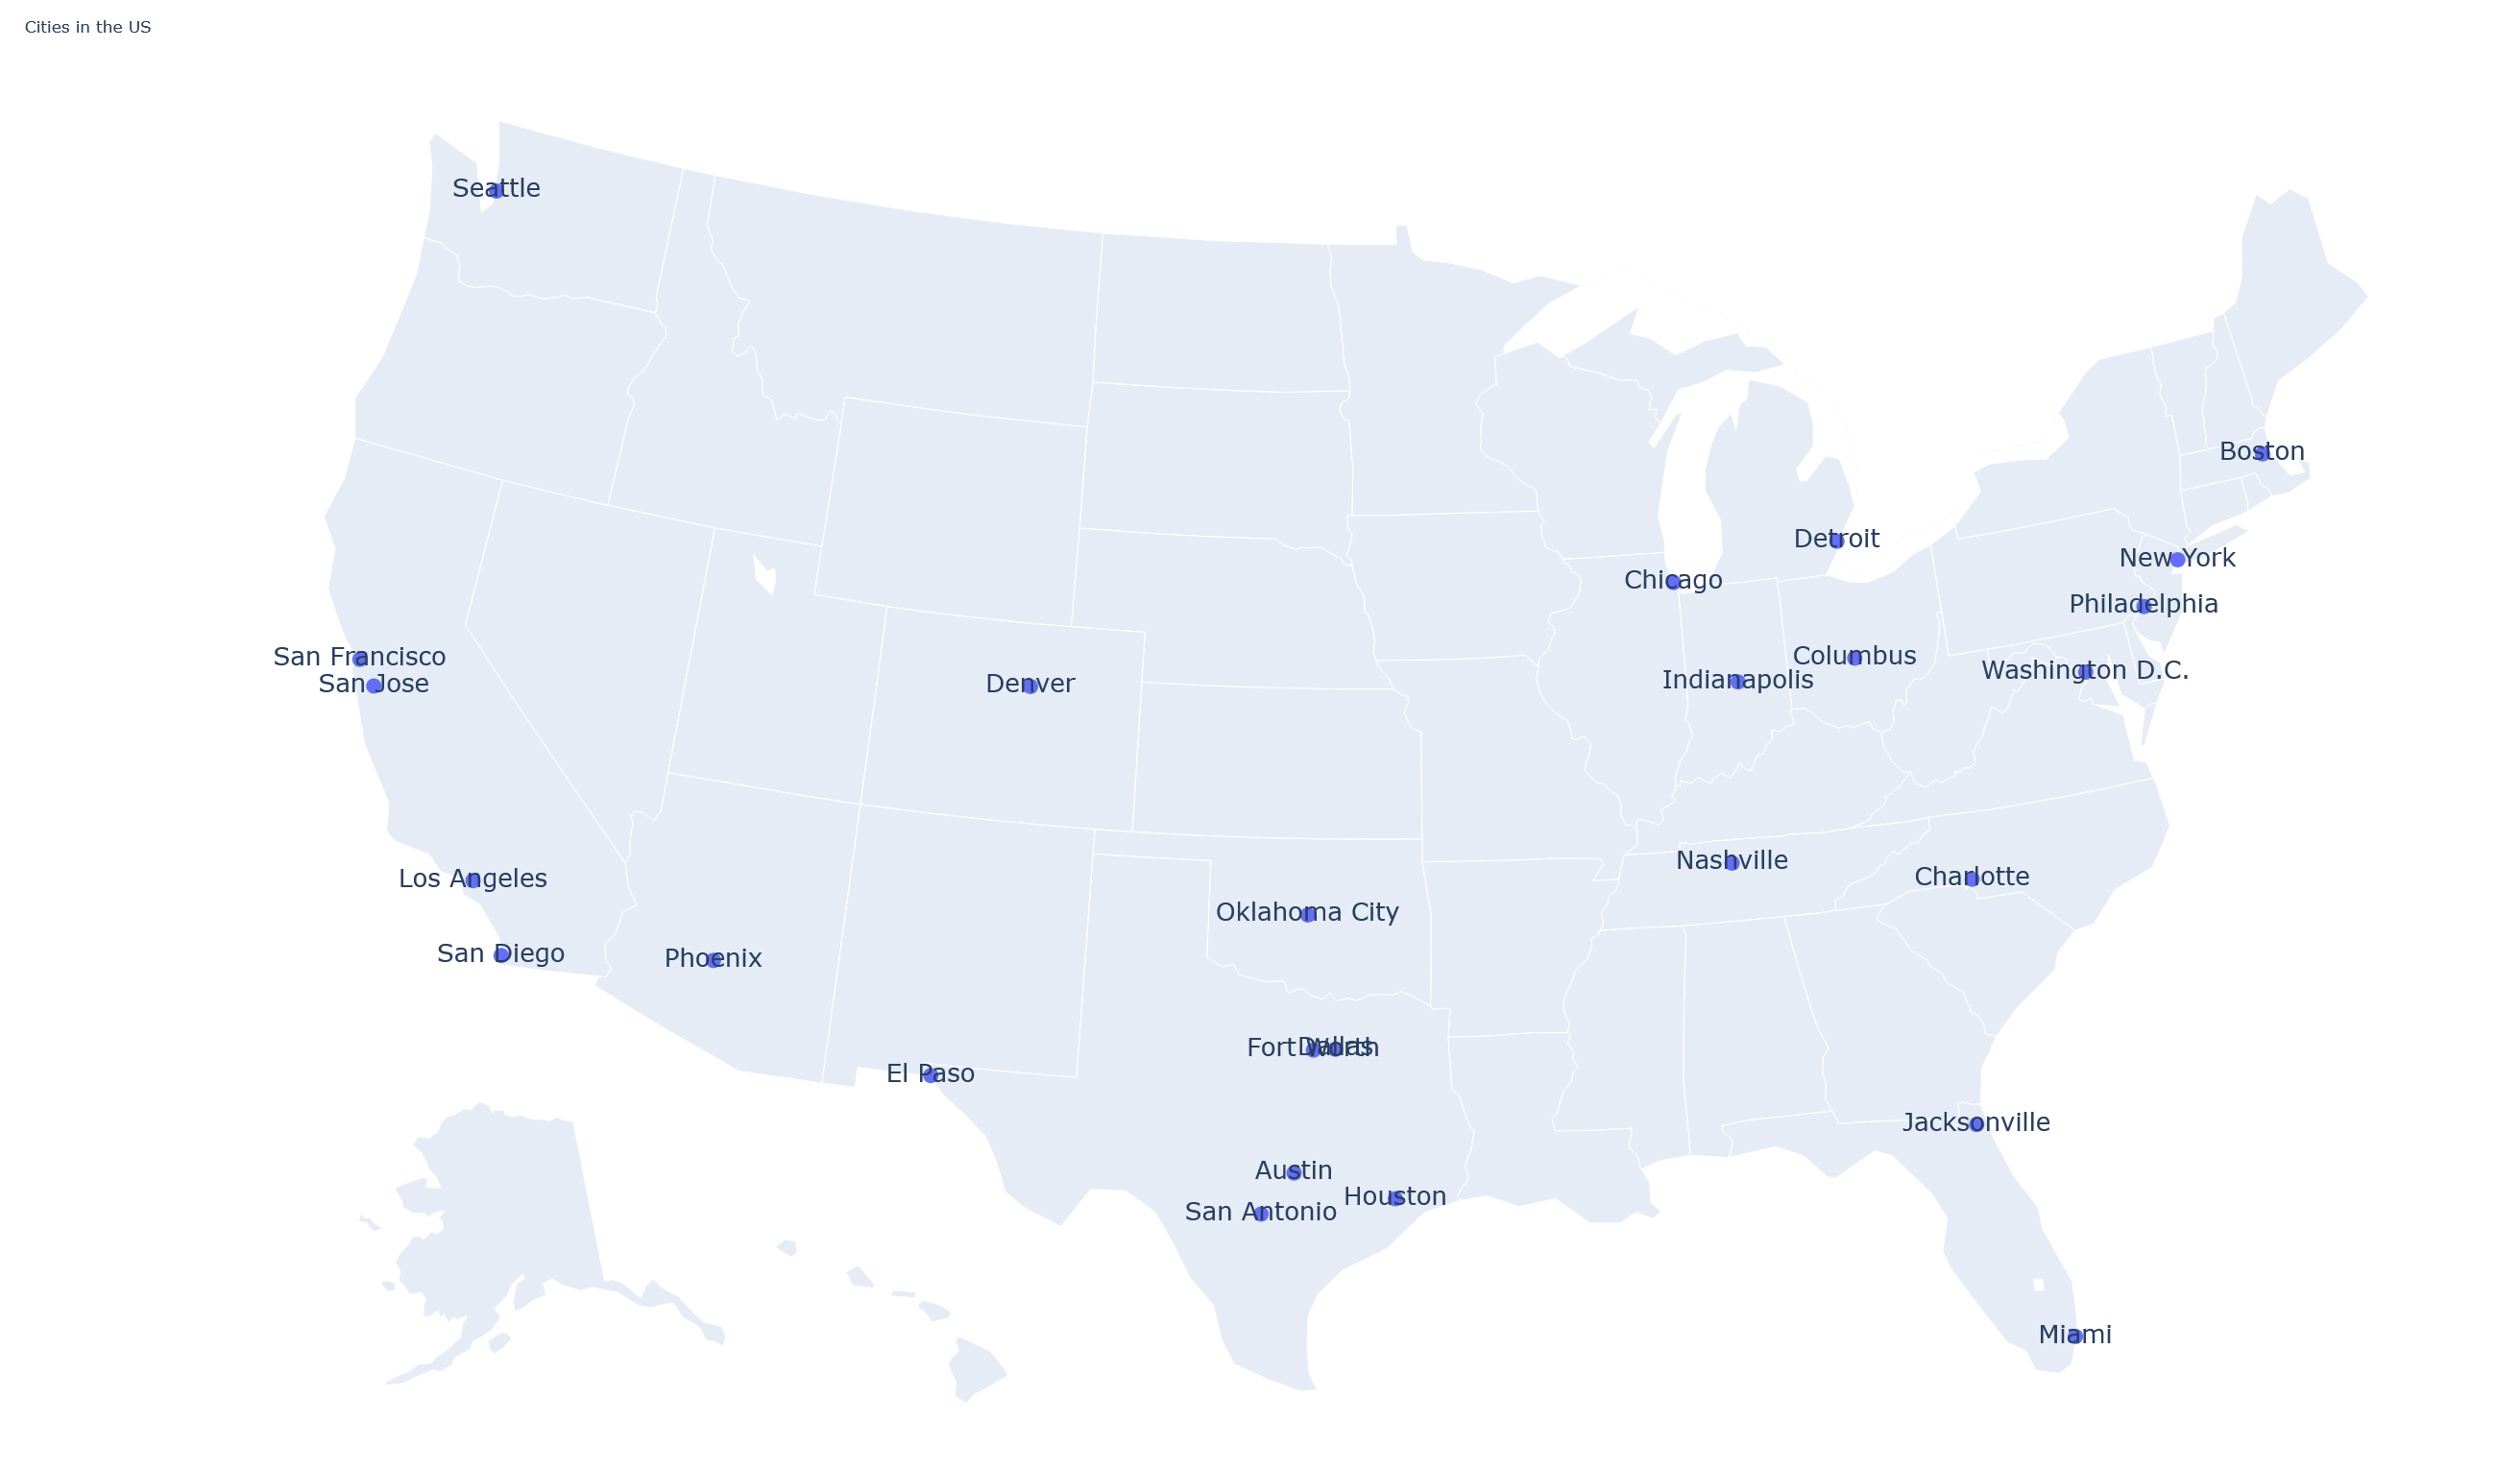 Cities in the US
Seattle
Boston
Detroit
New York
Chicago
Philadelphia
San Francisco
Columbus
Washington D.C.
Indianapolis
San Jose
Denver
Nashville
Charlotte
Los Angeles
Oklahoma City
San Diego
Phoenix
Fort Worth
Dallas
El Paso
Jacksonville
Austin
Houston
San Antonio
Miami